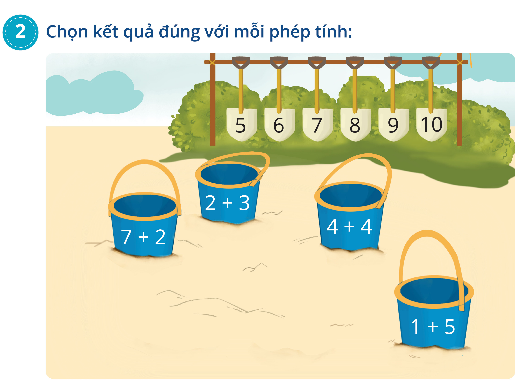 2 Chọn kết quả đúng với mỗi phép tính:
5 6 7 8 9 10
2 + 3
7 + 2
4 + 4
1 + 5